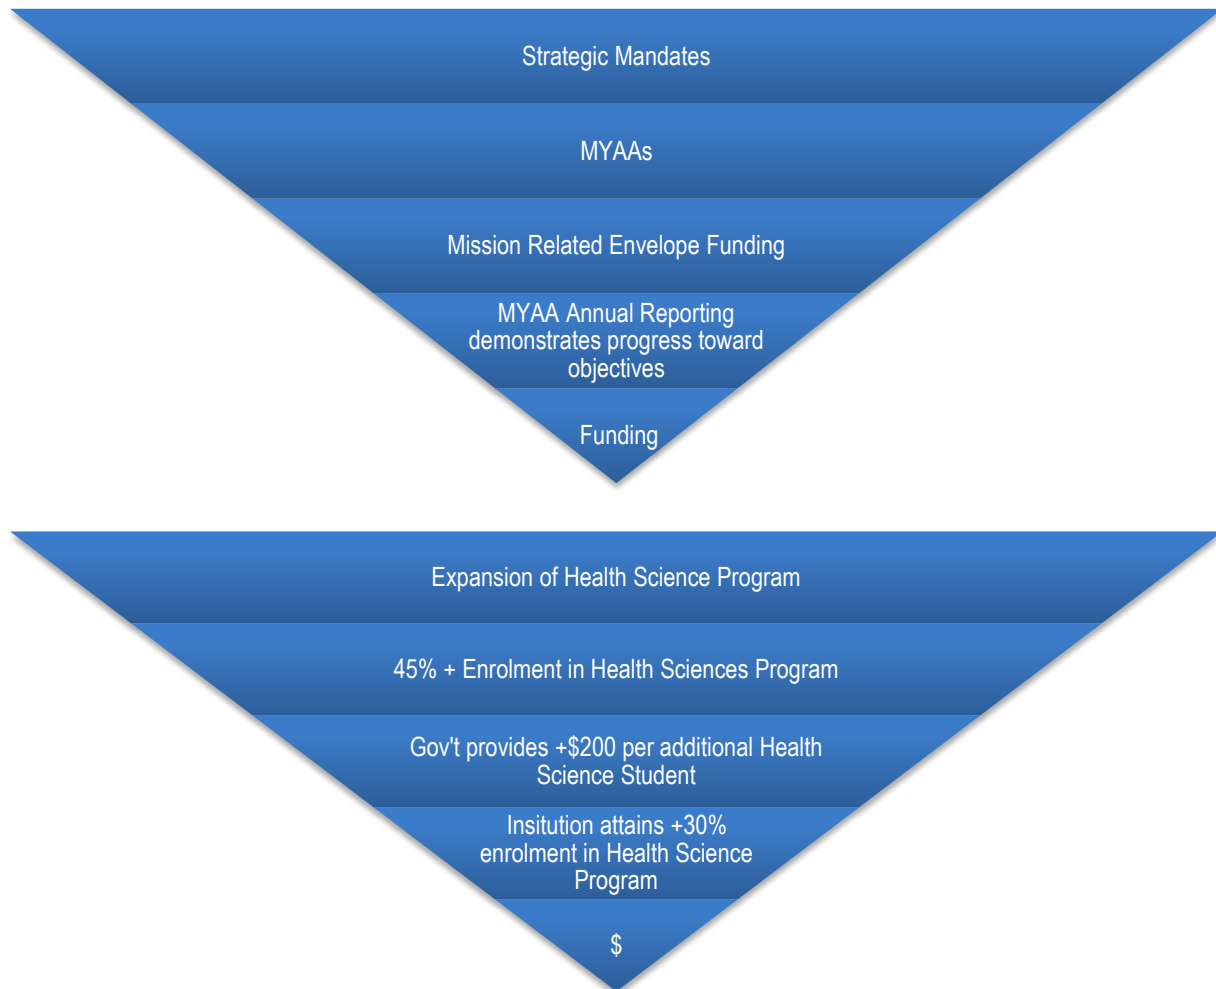 Strategic Mandates
MYAAs
Mission Related Envelope Funding
MYAA Annual Reporting
demonstrates progress toward
objectives
Funding
Expansion of Health Science Program
45% + Enrolment in Health Sciences Program
Gov't provides +$200 per additional Health
Science Student
Insitution attains +30%
enrolment in Health Science
Program
$